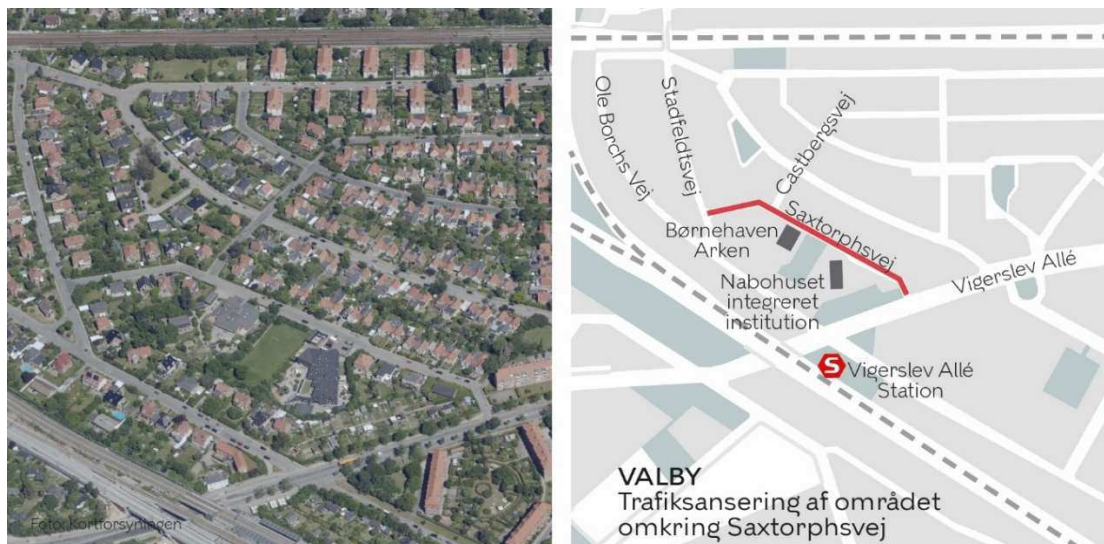 Foto: Kortforsyningen
Ole Borchs Vej
Stadfeldtsvej
Castbergsvej
Saxtorphsvej
Børnehaven
Arken
Nabohuset
integreret
institution
Vigerslev Allé
S
Vigerslev Allé
Station
VALBY
Trafiksansering af området
omkring Saxtorphsvej